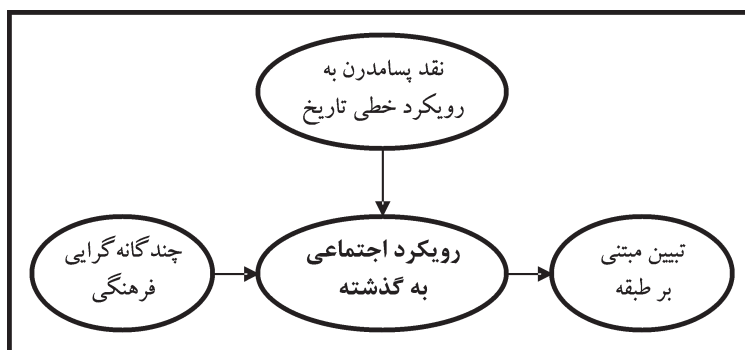 نقد پسامدرن به
رویکرد خطی تاریخ
تبیین مبتنی
بر طبقه
رویکرد اجتماعی
به گذشته
چندگانه‌گرایی
فرهنگی